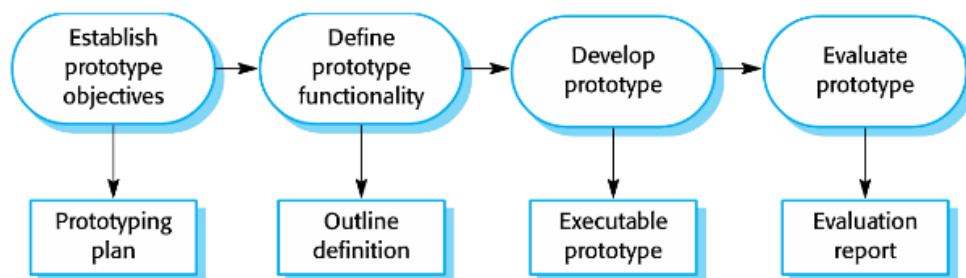 Establish
prototype
objectives
Define
prototype
functionality
Develop
prototype
Evaluate
prototype
Prototyping
plan
Outline
definition
Executable
prototype
Evaluation
report